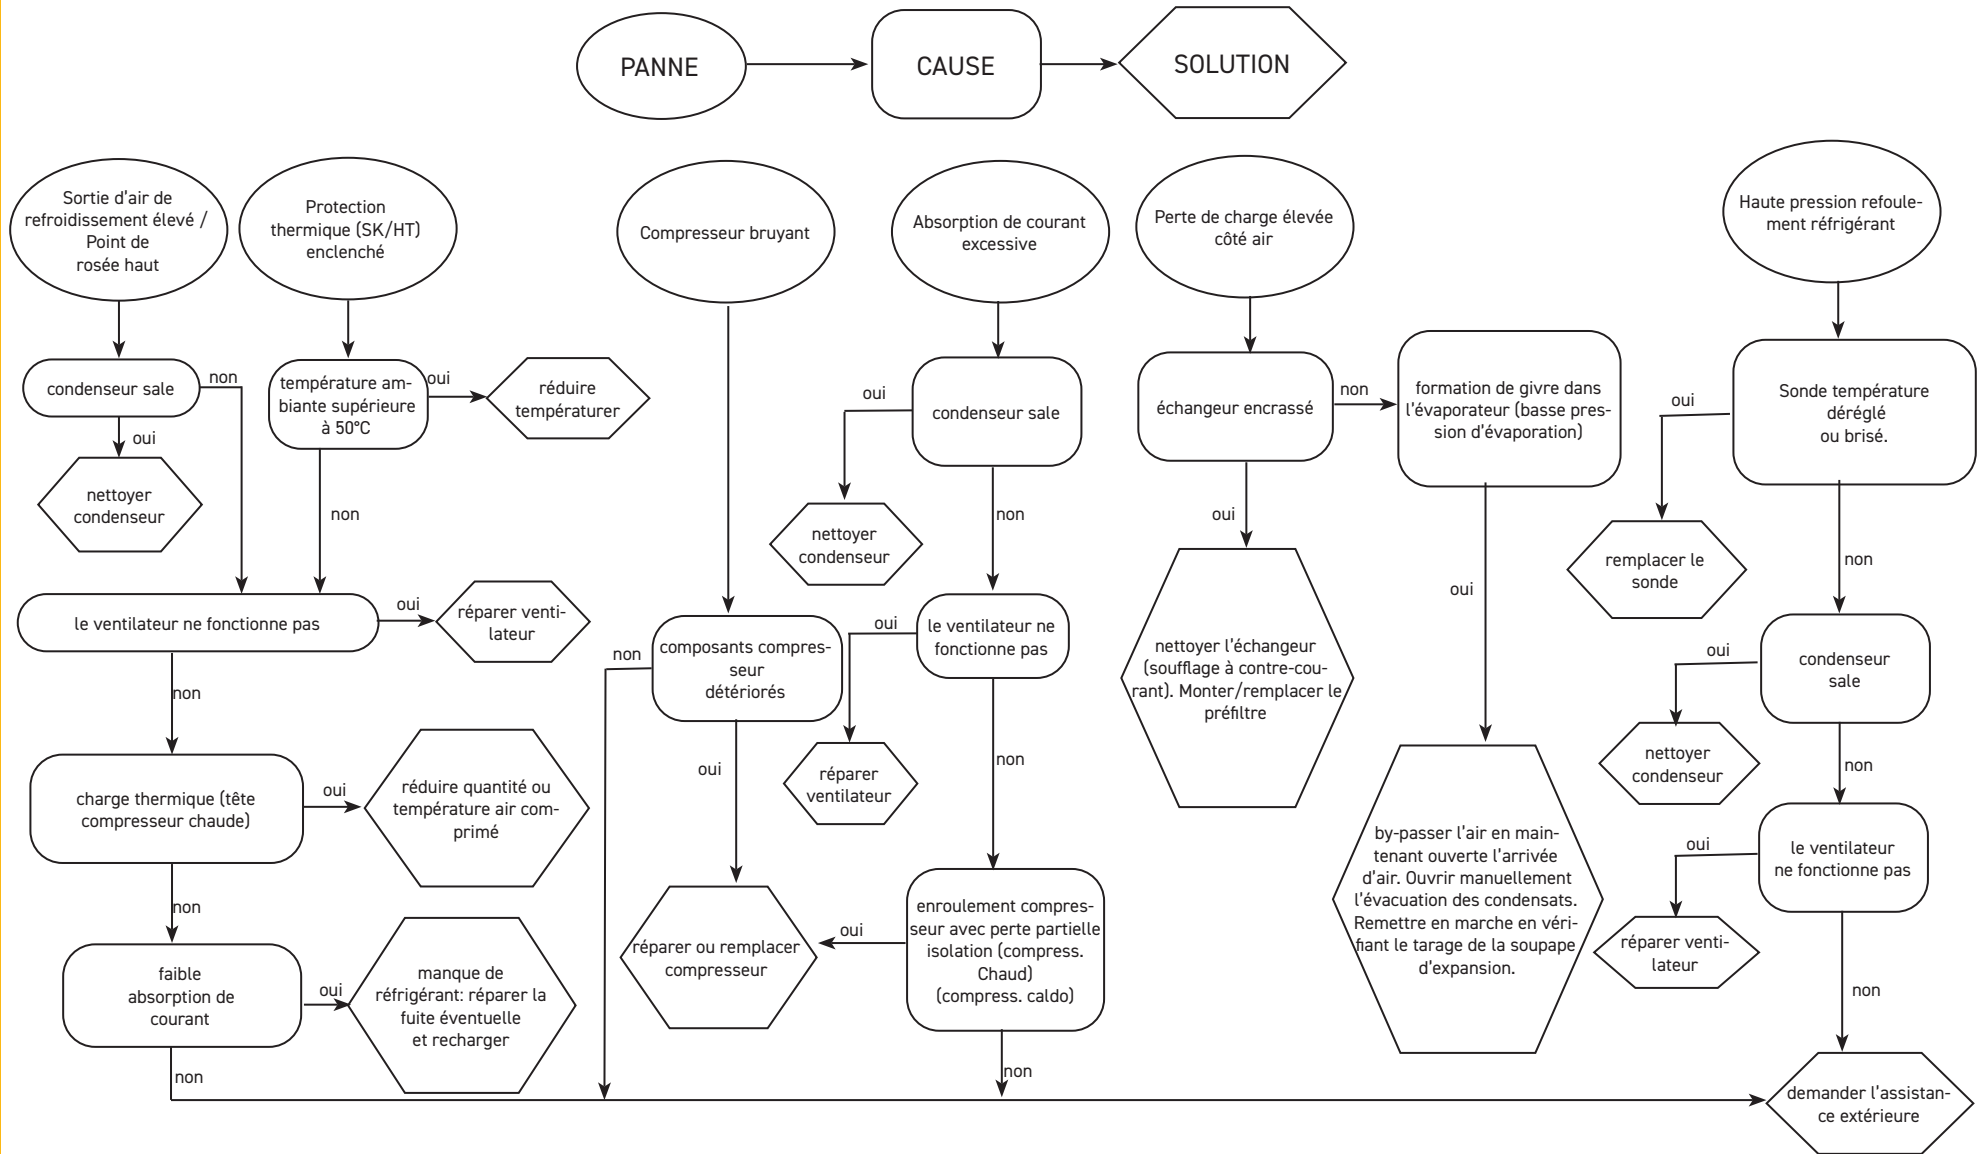 PANNE
CAUSE
SOLUTION
Sortie d'air de
refroidissement élevé /
Point de
rosée haut
Protection
thermique (SK/HT)
enclenché
Compresseur bruyant
Absorption de courant
excessive
Perte de charge élevée
côté air
Haute pression refoule-
ment réfrigérant
condenseur sale
non
oui
nettoyer
condenseur
température am-
biante supérieure
à 50°C
oui
réduire
températurer
non
le ventilateur ne fonctionne pas
oui
réparer venti-
lateur
non
charge thermique (tête
compresseur chaude)
oui
réduire quantité ou
température air com-
primé
non
faible
absorption de
courant
oui
manque de
réfrigérant: réparer la
fuite éventuelle
et recharger
non
composants compres-
seur
détériorés
non
oui
réparer ou remplacer
compresseur
condenseur sale
oui
nettoyer
condenseur
non
le ventilateur ne
fonctionne pas
oui
réparer
ventilateur
non
enroulement compres-
seur avec perte partielle
isolation (compress.
Chaud)
(compress. caldo)
oui
non
échangeur encrassé
non
oui
nettoyer l'échangeur
(soufflage à contre-cou-
rant). Monter/remplacer le
préfiltre
formation de givre dans
l'évaporateur (basse pres-
sion d'évaporation)
oui
by-passer l'air en main-
tenant ouverte l'arrivée
d'air. Ouvrir manuellement
l'évacuation des condensats.
Remettre en marche en véri-
fiant le tarage de la soupape
d'expansion.
Sonde température
déréglé
ou brisé.
oui
remplacer le
sonde
non
condenseur
sale
oui
nettoyer
condenseur
non
le ventilateur
ne fonctionne pas
oui
réparer venti-
lateur
non
demander l'assistan-
ce extérieure